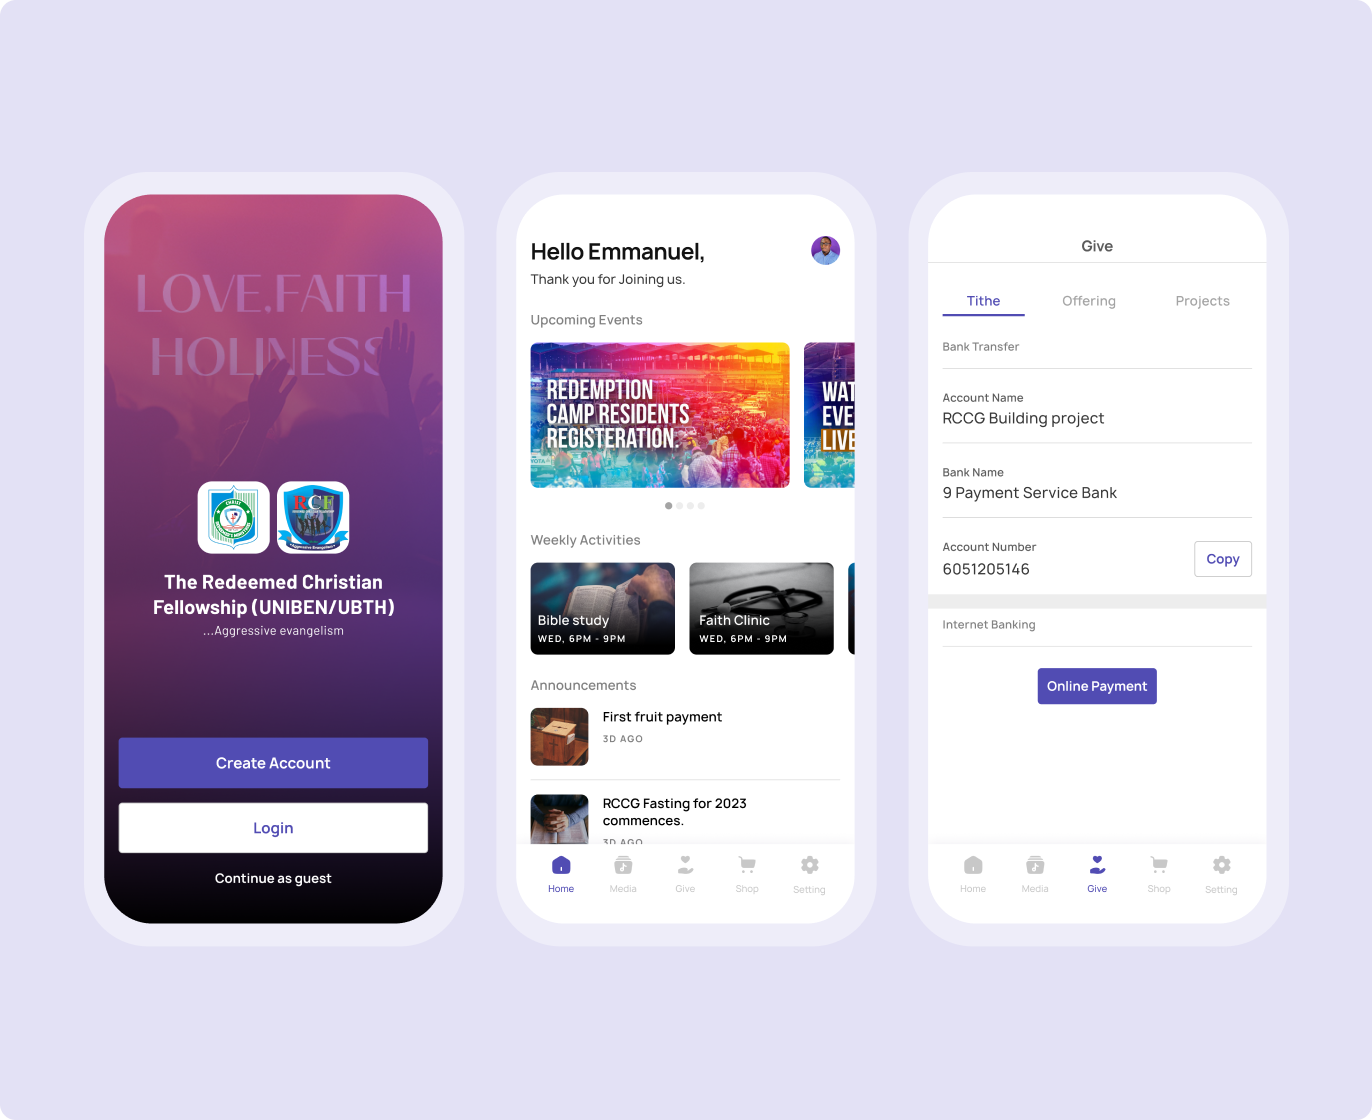 LOVE,FAITH
HOLINESS
CHRIST
RCF
Aggressive Evangelism
The Redeemed Christian
Fellowship (UNIBEN/UBTH)
...Aggressive evangelism
Create Account
Login
Continue as guest
Hello Emmanuel,
Thank you for Joining us.
Upcoming Events
REDEMPTION
CAMP RESIDENTS
REGISTERATION.
WAT
EVE
LIVE
Weekly Activities
Bible study
WED, 6PM - 9PM
Faith Clinic
WED, 6PM - 9PM
Announcements
First fruit payment
3D AGO
RCCG Fasting for 2023
commences.
3D AGO
Home
Media
Give
Shop
Setting
Give
Tithe
Offering
Projects
Bank Transfer
Account Name
RCCG Building project
Bank Name
9 Payment Service Bank
Account Number
6051205146
Copy
Internet Banking
Online Payment
Home
Media
Give
Shop
Setting